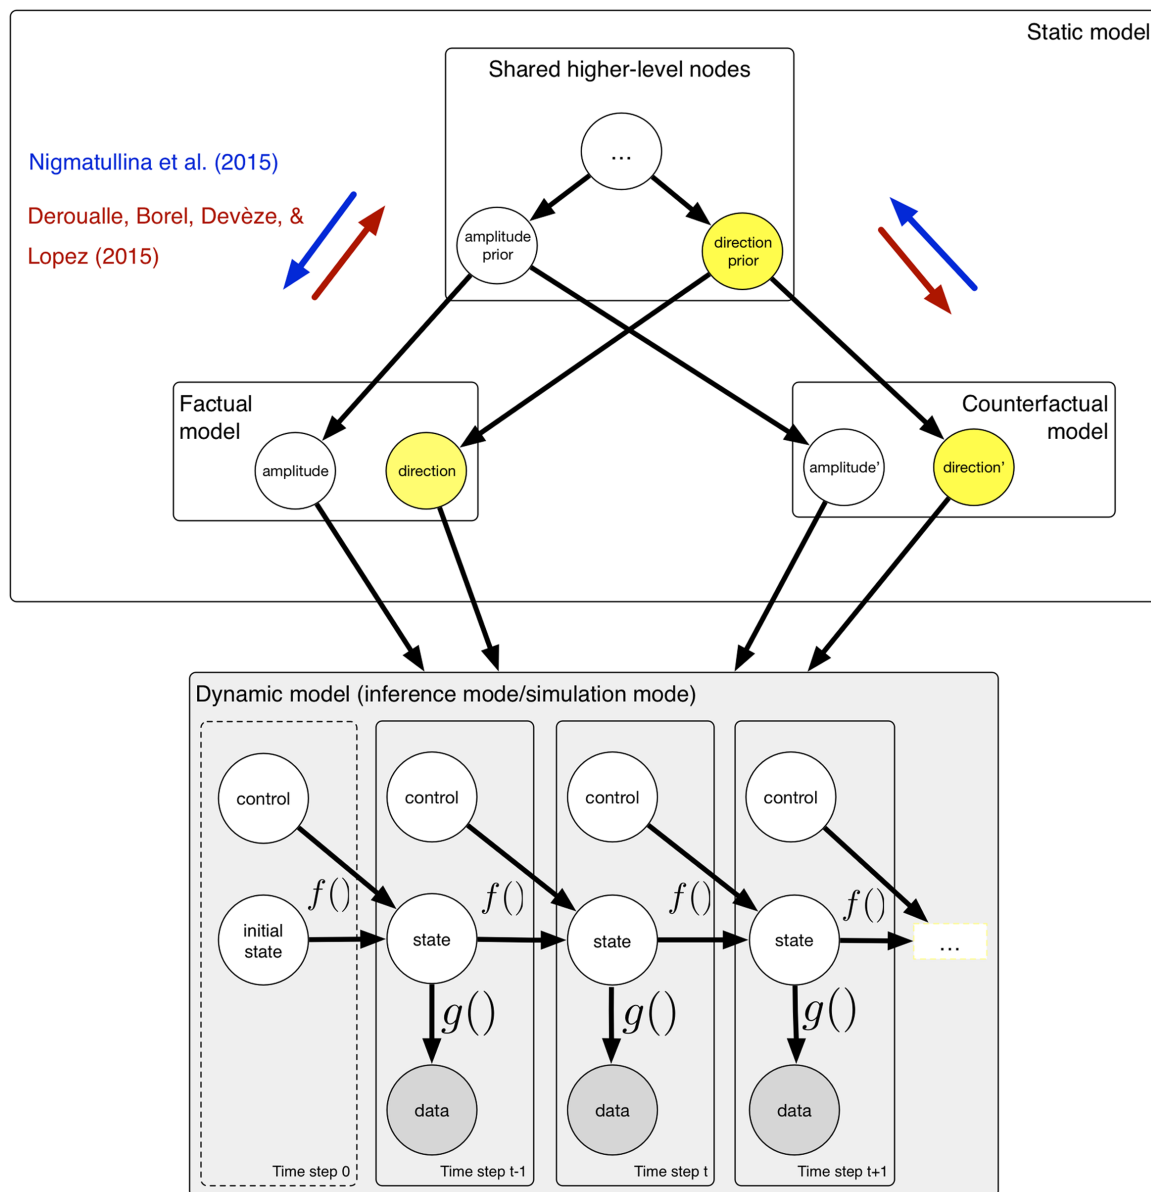 Static model
Shared higher-level nodes
...
Nigmatullina et al. (2015)
Deroualle, Borel, Devèze, &
Lopez (2015)
amplitude
prior
direction
prior
Factual
model
amplitude
direction
Counterfactual
model
amplitude'
direction'
Dynamic model (inference mode/simulation mode)
control
control
control
control
f()
f()
f()
f()
initial
state
state
state
state
...
g()
g()
g()
data
data
data
Time step 0
Time step t-1
Time step t
Time step t+1